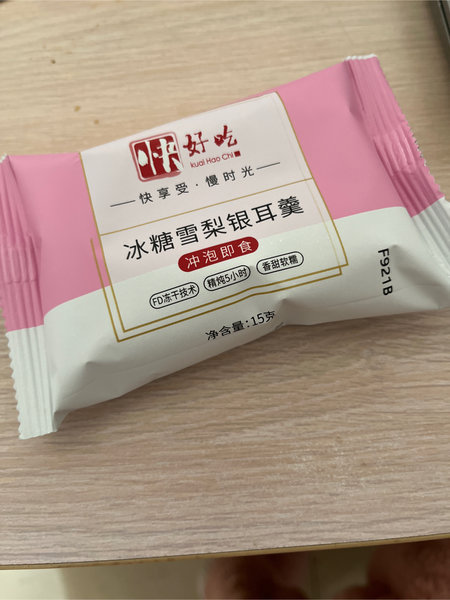 快 好吃
kuai Hao Chi
快享受·慢时光
冰糖雪梨银耳羹
冲泡即食
FD冻干技术 精炖5小时 香甜软糯
净含量:15克
F921B